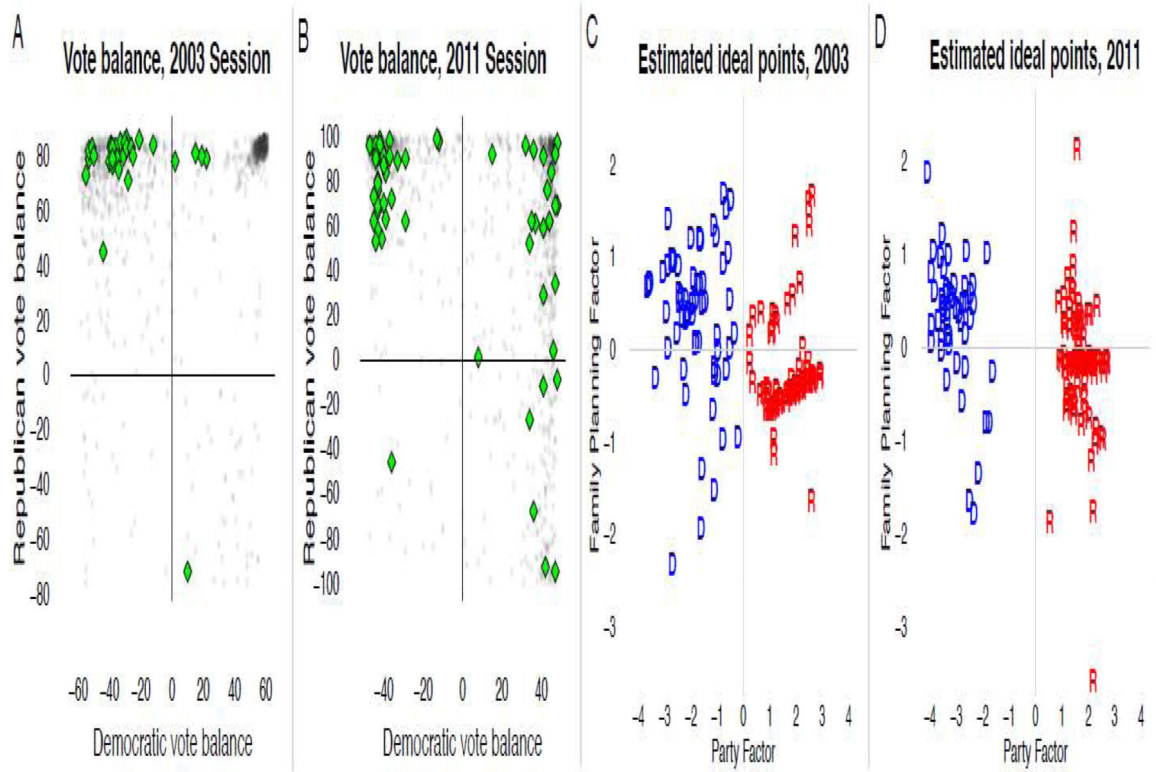 A
Vote balance, 2003 Session
Republican vote balance
80
60
40
20
0
−20
−40
−60
−80
−60 −40 −20 0 20 40 60
Democratic vote balance
B
Vote balance, 2011 Session
Republican vote balance
100
80
60
40
20
0
−20
−40
−60
−80
−100
−40 −20 0 20 40
Democratic vote balance
C
Estimated ideal points, 2003
Family Planning Factor
2
1
0
−1
−2
−3
−4 −3 −2 −1 0 1 2 3 4
Party Factor
D
Estimated ideal points, 2011
Family Planning Factor
2
1
0
−1
−2
−3
−4 −3 −2 −1 0 1 2 3 4
Party Factor